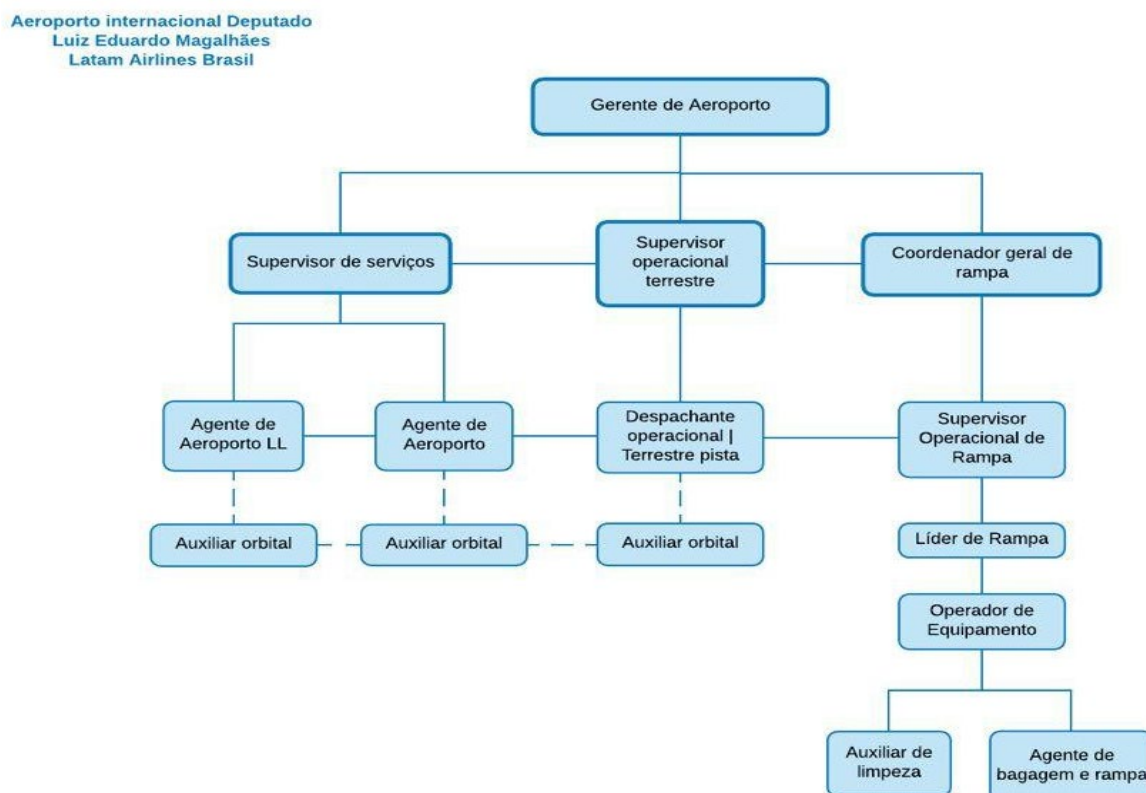 Aeroporto internacional Deputado
Luiz Eduardo Magalhães
Latam Airlines Brasil
Gerente de Aeroporto
Supervisor de serviços
Supervisor
operacional
terrestre
Coordenador geral de
rampa
Agente de
Aeroporto LL
Agente de
Aeroporto
Despachante
operacional |
Terrestre pista
Supervisor
Operacional de
Rampa
Auxiliar orbital
Auxiliar orbital
Auxiliar orbital
Líder de Rampa
Operador de
Equipamento
Auxiliar de
limpeza
Agente de
bagagem e rampa